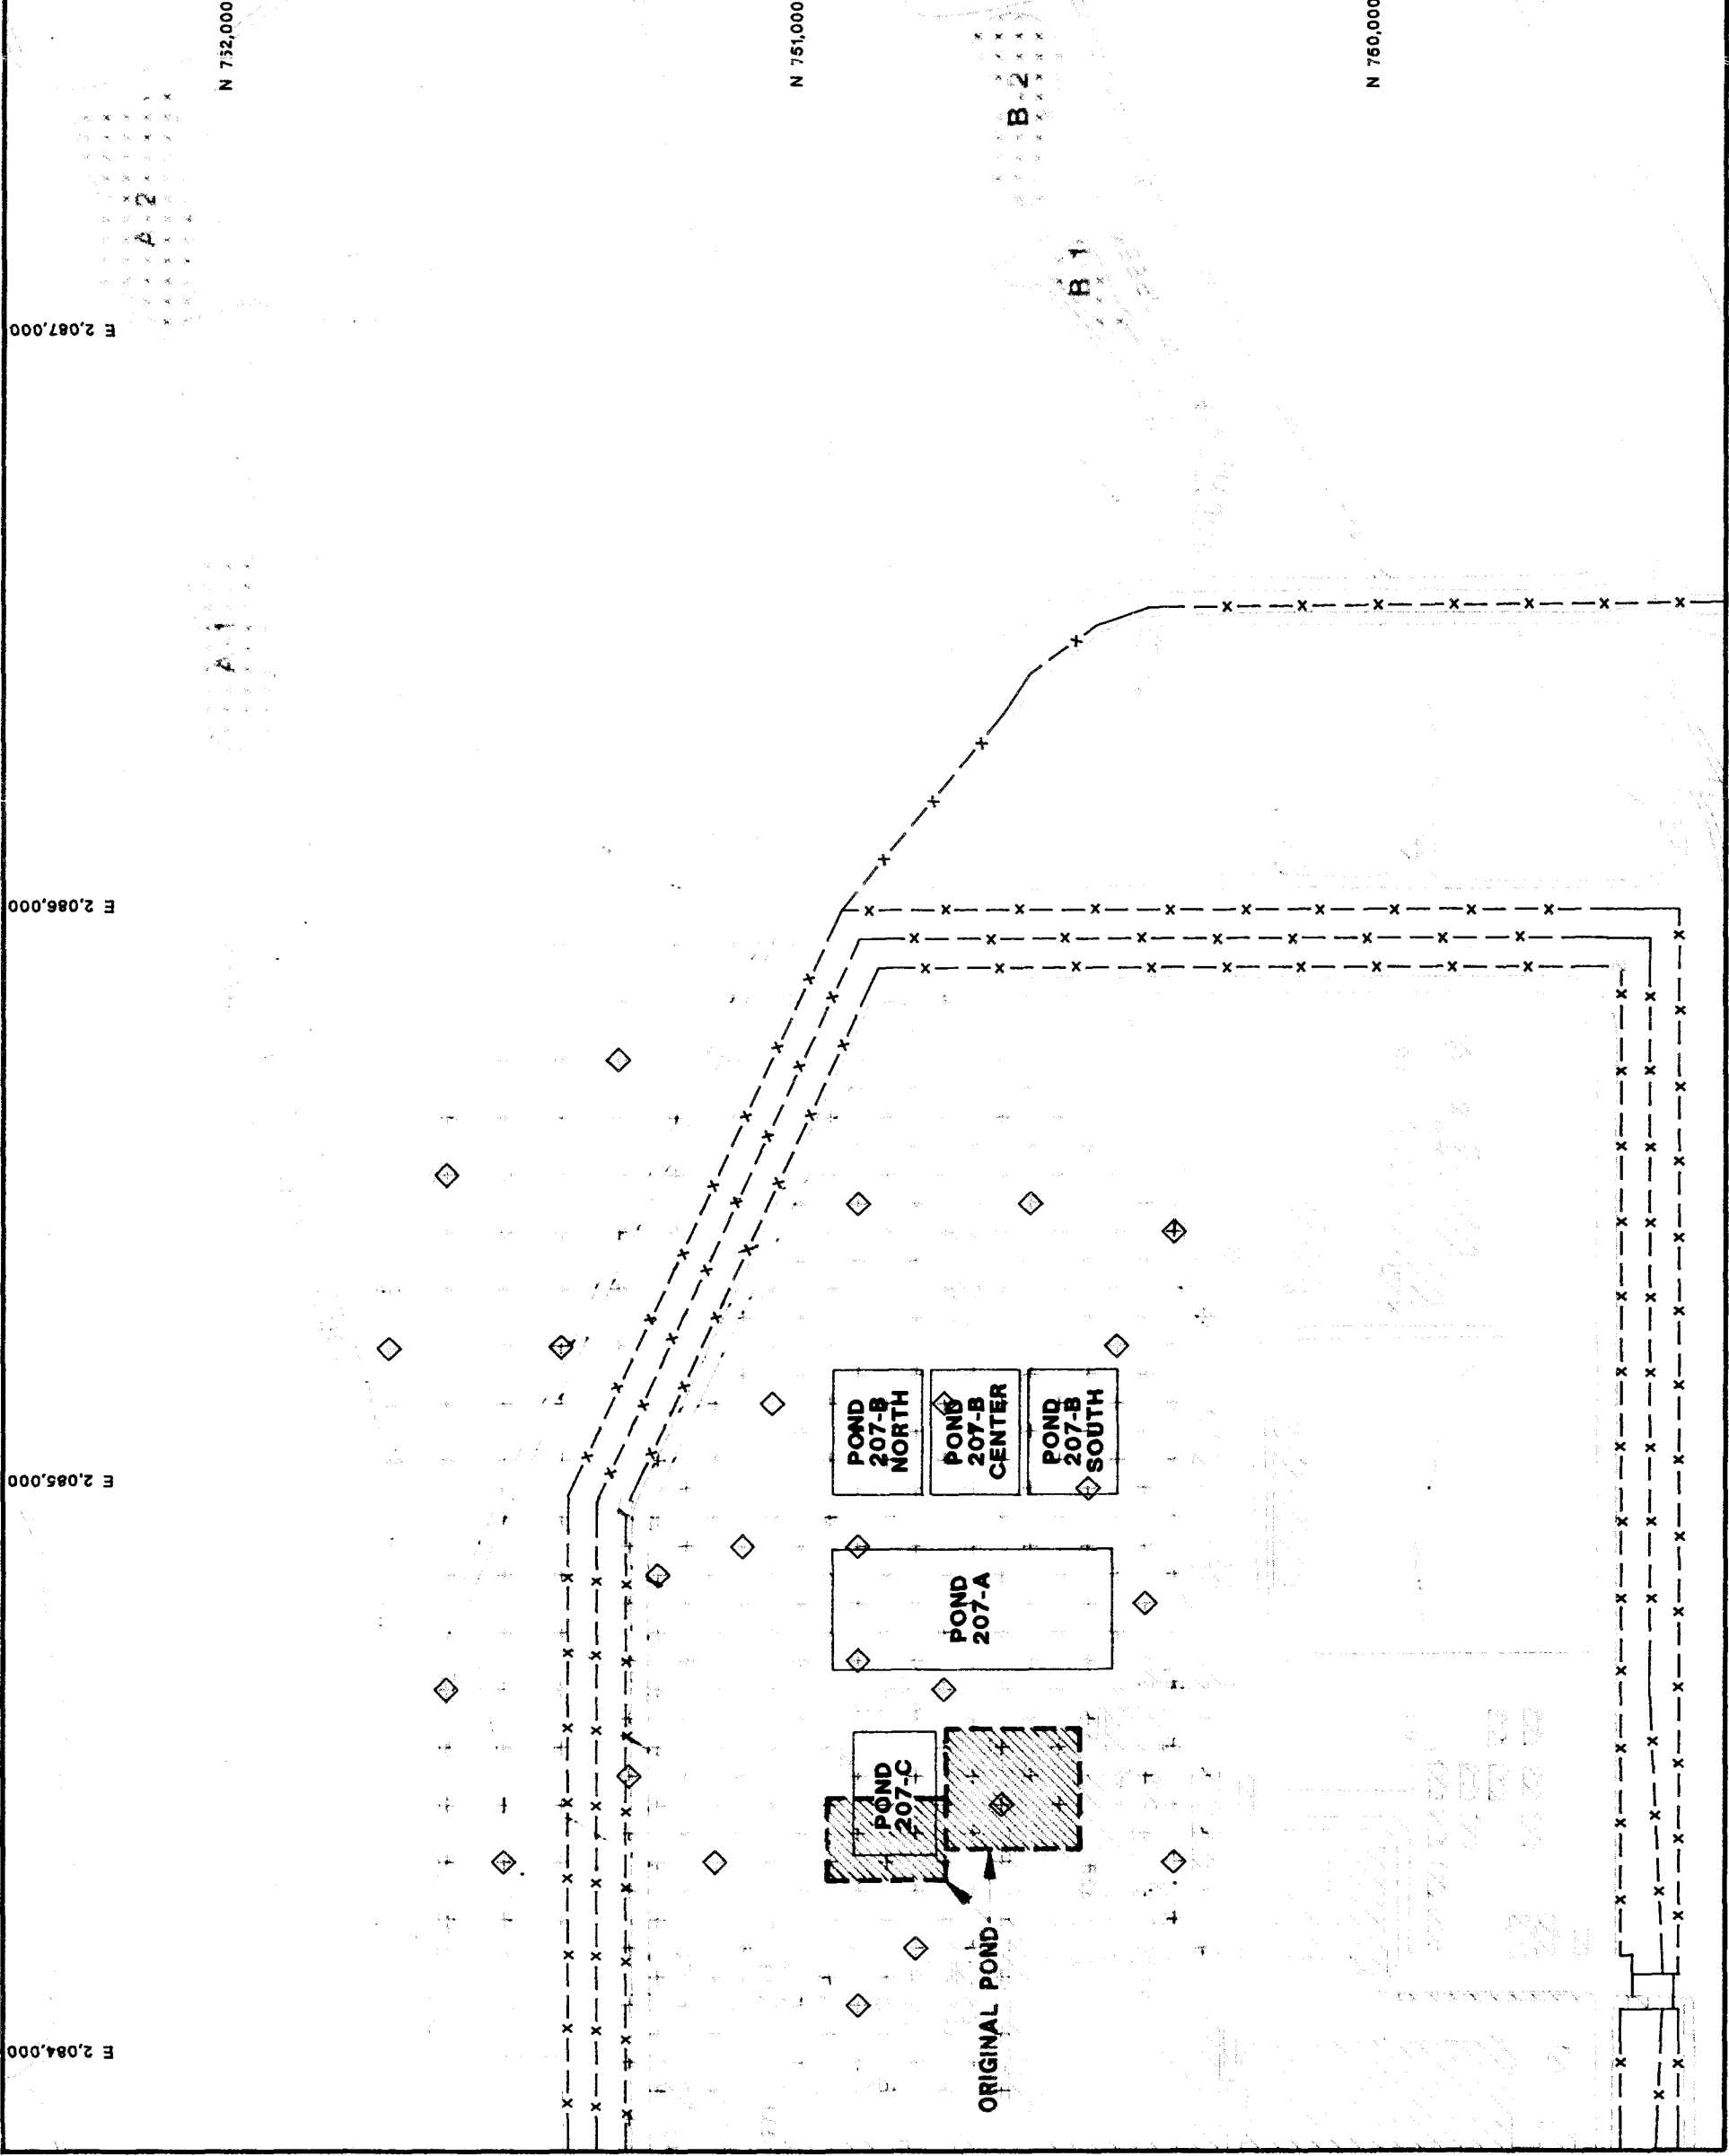 N 752,000
N 751,000
N 750,000
E 2,087,000
E 2,086,000
E 2,085,000
E 2,084,000
A-2
A-1
B-2
B-1
POND
207-B
NORTH
POND
207-B
CENTER
POND
207-B
SOUTH
POND
207-A
POND
207-C
ORIGINAL POND